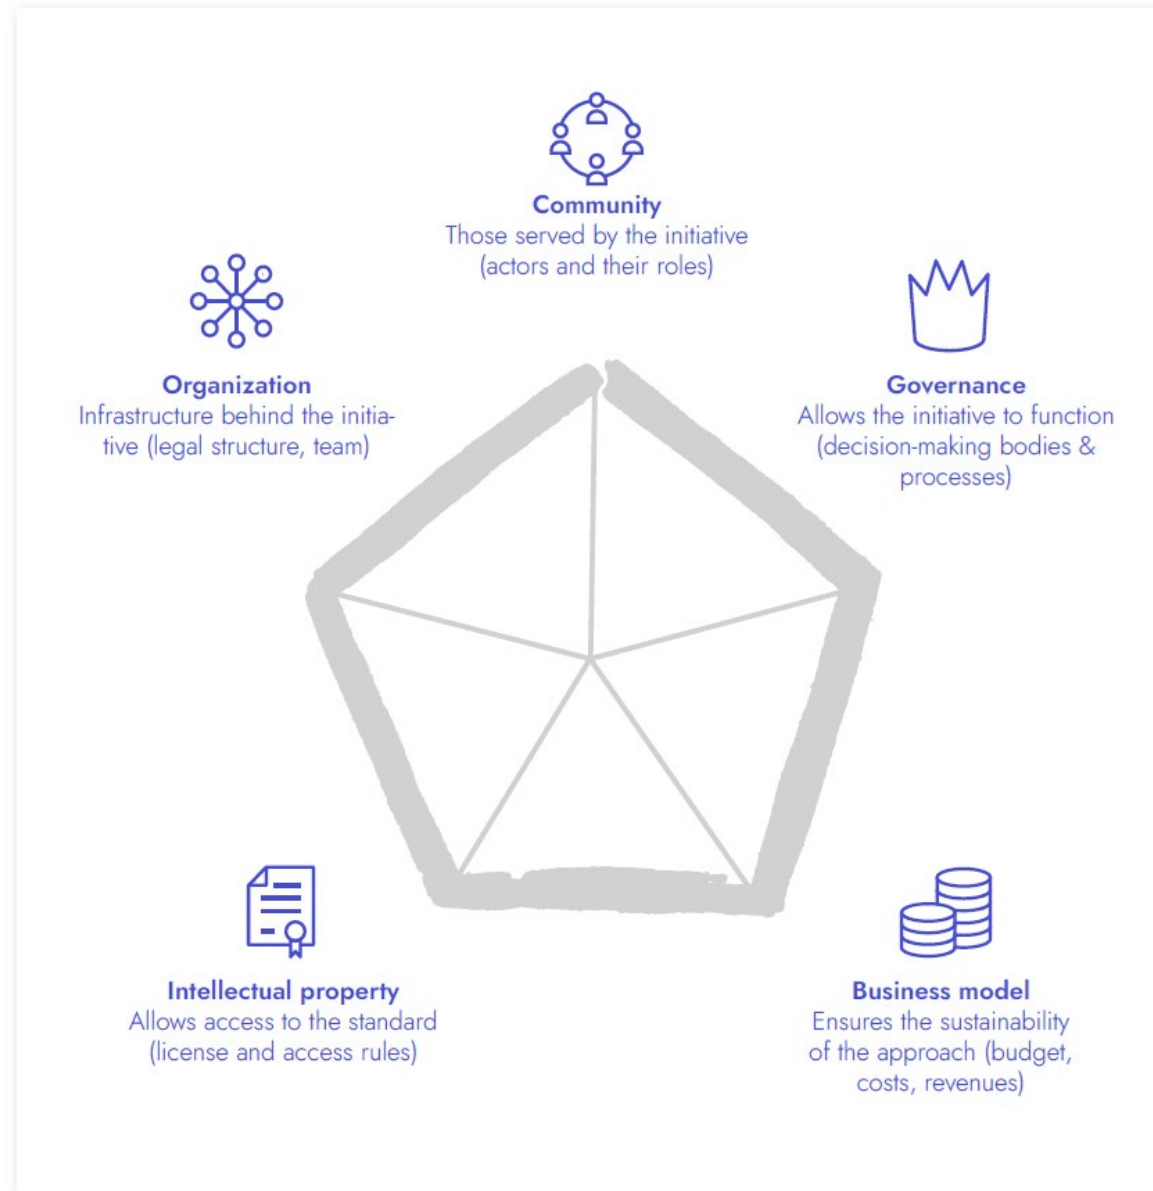 Community
Those served by the initiative
(actors and their roles)
Organization
Infrastructure behind the initia-
tive (legal structure, team)
Governance
Allows the initiative to function
(decision-making bodies &
processes)
Intellectual property
Allows access to the standard
(license and access rules)
Business model
Ensures the sustainability
of the approach (budget,
costs, revenues)